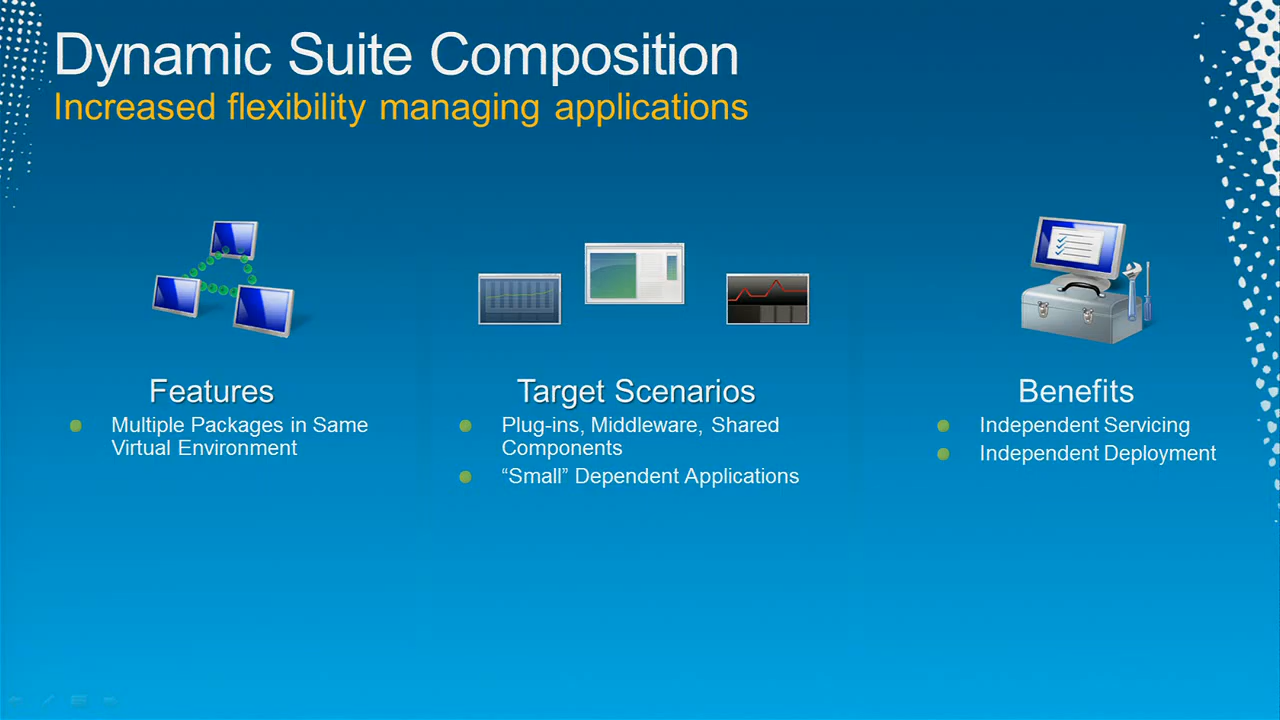 Dynamic Suite Composition
Increased flexibility managing applications
Features
Multiple Packages in Same
Virtual Environment
Target Scenarios
Plug-ins, Middleware, Shared
Components
“Small” Dependent Applications
Benefits
Independent Servicing
Independent Deployment